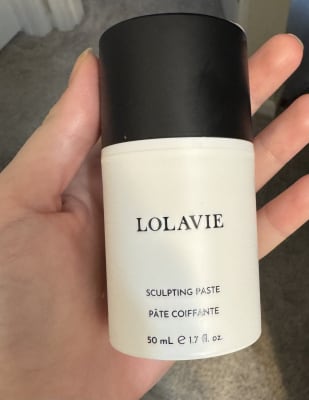 LOLAVIE
SCULPTING PASTE
PÂTE COIFFANTE
50 mL ℮ 1.7 fl. oz.